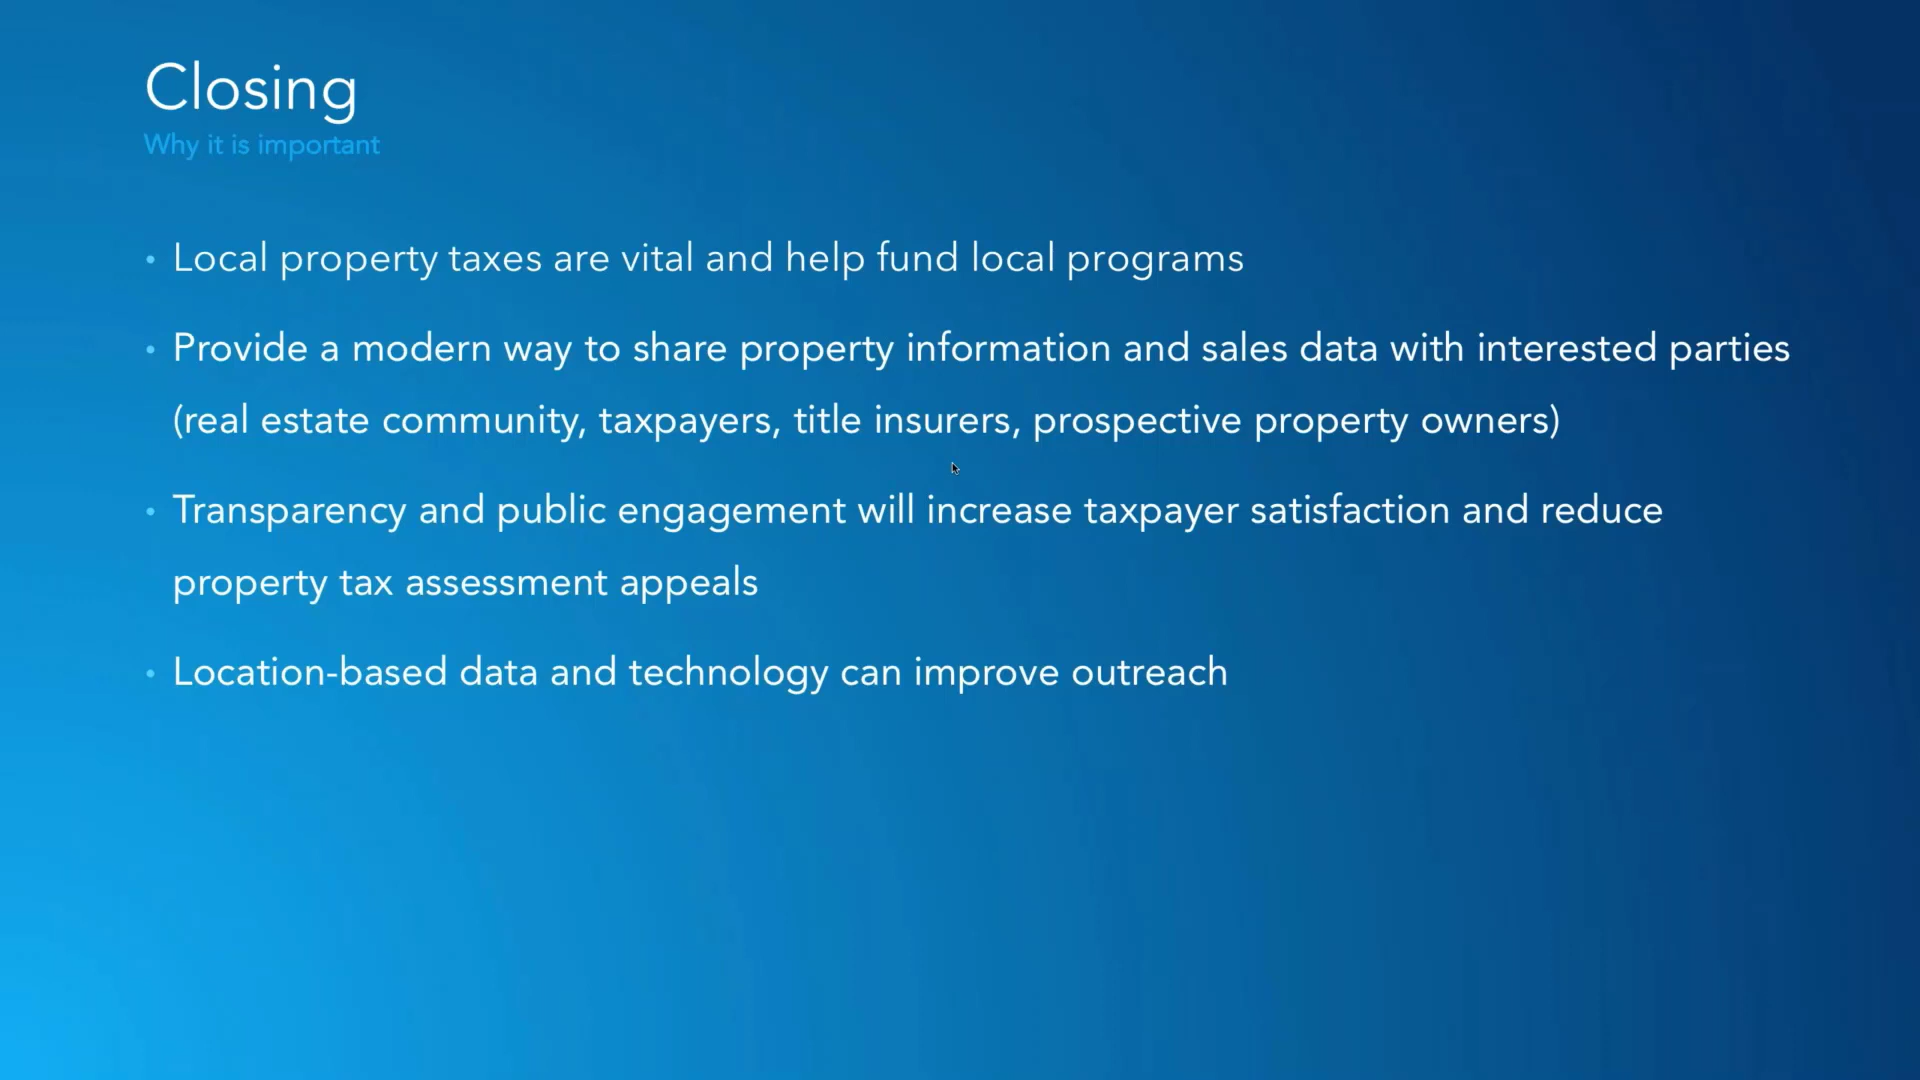 Closing
Why it is important
• Local property taxes are vital and help fund local programs
• Provide a modern way to share property information and sales data with interested parties
(real estate community, taxpayers, title insurers, prospective property owners)
• Transparency and public engagement will increase taxpayer satisfaction and reduce
property tax assessment appeals
• Location-based data and technology can improve outreach